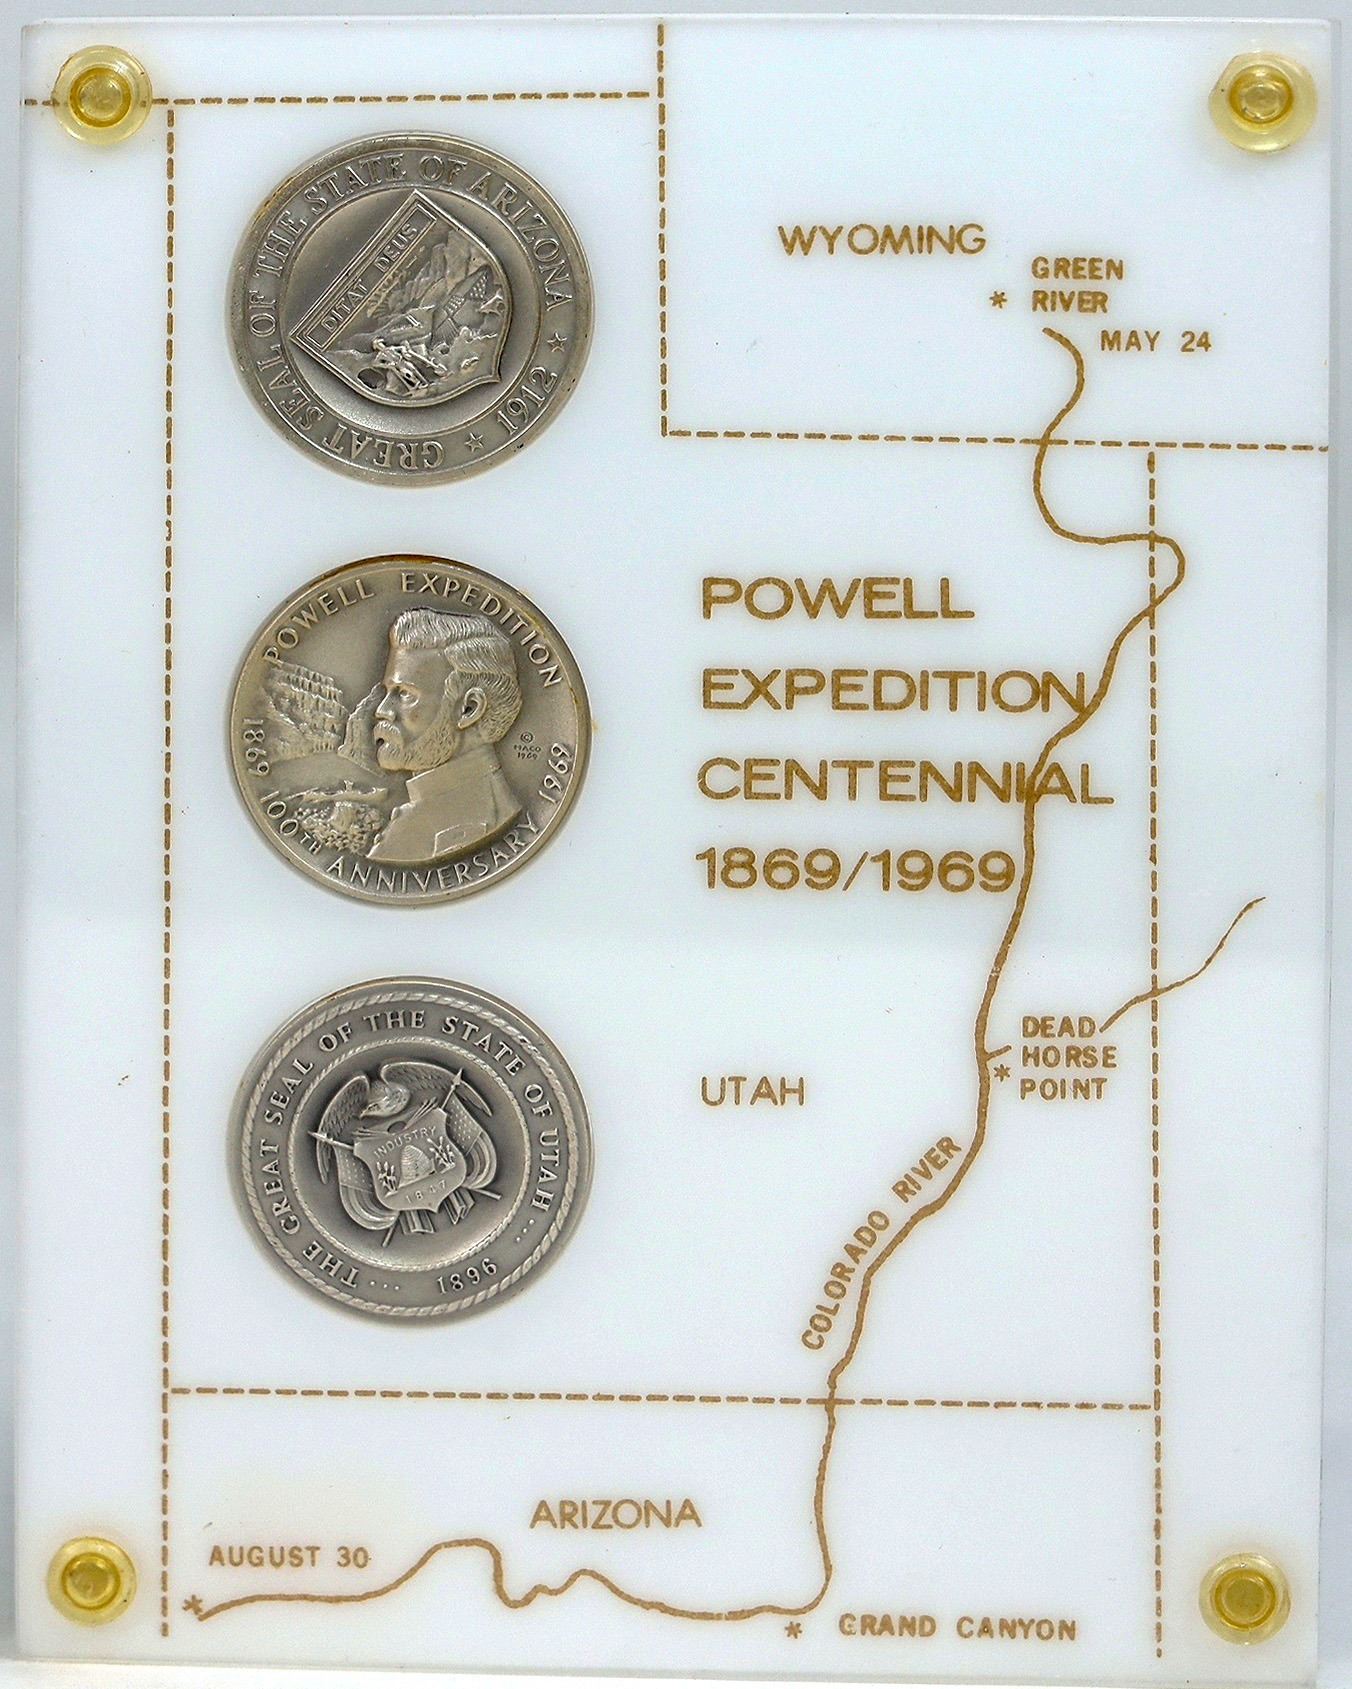 GREAT SEAL OF THE STATE OF ARIZONA
1912
DITAT DEUS
WYOMING
GREEN
RIVER
MAY 24
POWELL EXPEDITION
1869
1969
100TH ANNIVERSARY
©
MACO
1969
POWELL
EXPEDITION
CENTENNIAL
1869/1969
THE GREAT SEAL OF THE STATE OF UTAH
1896
INDUSTRY
1847
DEAD
HORSE
POINT
UTAH
COLORADO RIVER
ARIZONA
AUGUST 30
GRAND CANYON